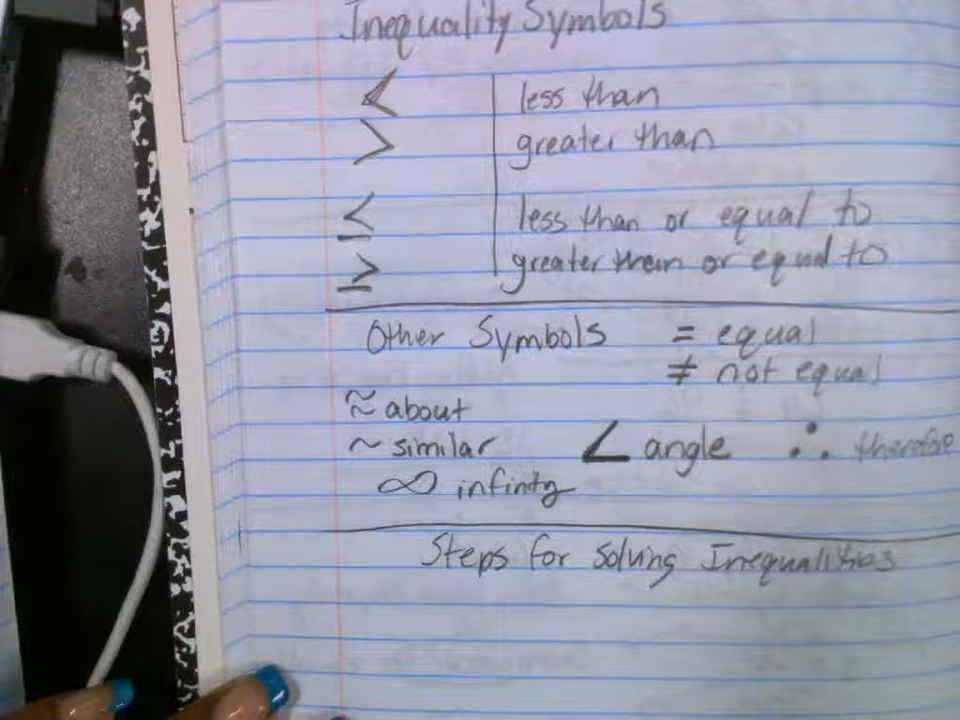 Inequality Symbols
< less than
> greater than
≤ less than or equal to
≥ greater than or equal to
Other Symbols = equal
≠ not equal
≈ about
~ similar ∠ angle ∴ therefore
∞ infinity
Steps for Solving Inequalities